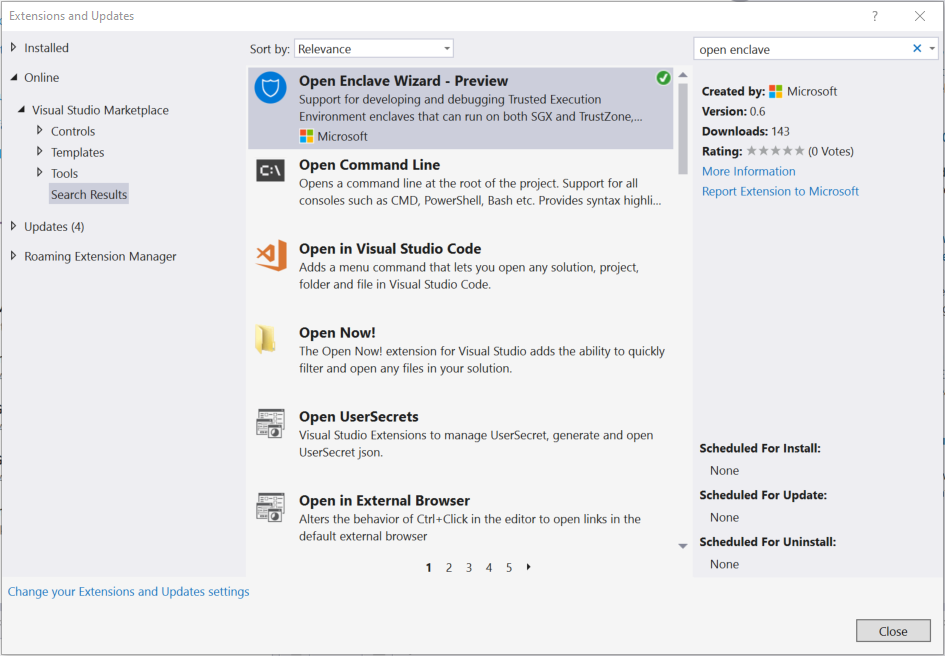 Extensions and Updates
?
Installed
Online
Visual Studio Marketplace
Controls
Templates
Tools
Search Results
Updates (4)
Roaming Extension Manager
Sort by: Relevance
Open Enclave Wizard - Preview
Support for developing and debugging Trusted Execution
Environment enclaves that can run on both SGX and TrustZone,...
Microsoft
C:\
Open Command Line
Opens a command line at the root of the project. Support for all
consoles such as CMD, PowerShell, Bash etc. Provides syntax highli...
Open in Visual Studio Code
Adds a menu command that lets you open any solution, project,
folder and file in Visual Studio Code.
Open Now!
The Open Now! extension for Visual Studio adds the ability to quickly
filter and open any files in your solution.
Open UserSecrets
Visual Studio Extensions to manage UserSecret, generate and open
UserSecret json.
Open in External Browser
Alters the behavior of Ctrl+Click in the editor to open links in the
default external browser
1 2 3 4 5
open enclave
Created by: Microsoft
Version: 0.6
Downloads: 143
Rating: (0 Votes)
More Information
Report Extension to Microsoft
Scheduled For Install:
None
Scheduled For Update:
None
Scheduled For Uninstall:
None
Change your Extensions and Updates settings
Close